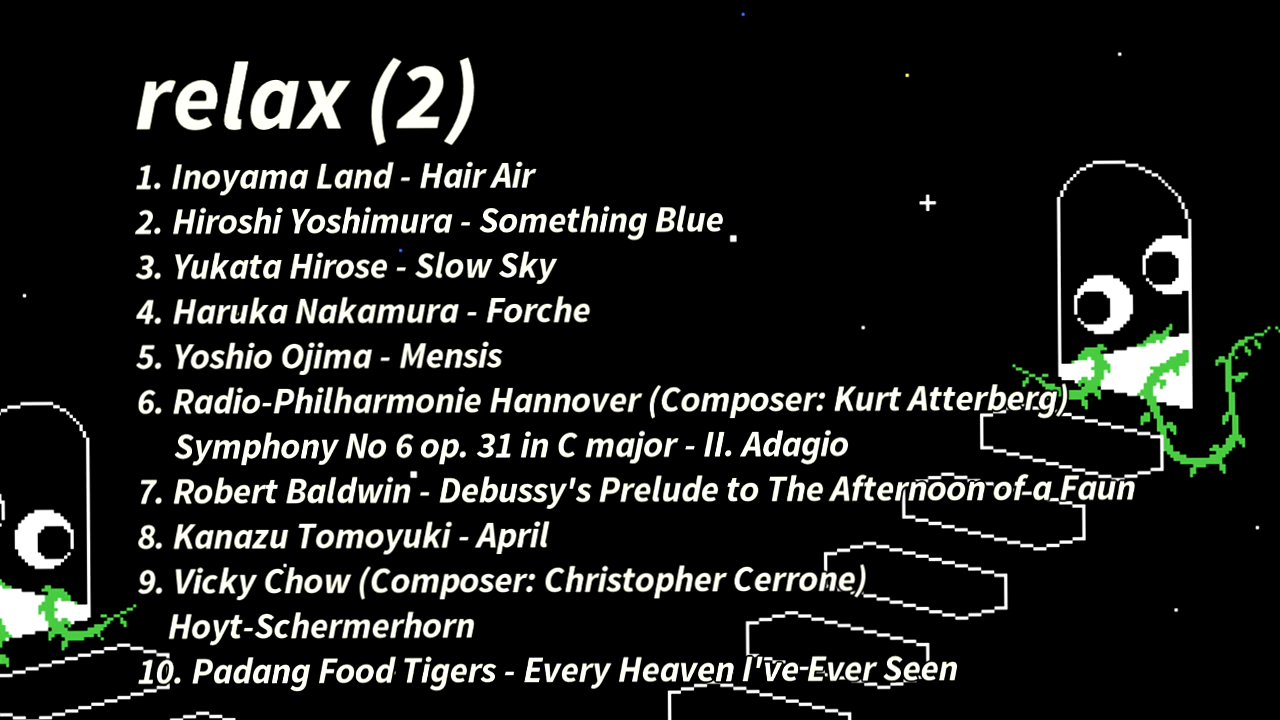 relax (2)
1. Inoyama Land - Hair Air
2. Hiroshi Yoshimura - Something Blue
3. Yukata Hirose - Slow Sky
4. Haruka Nakamura - Forche
5. Yoshio Ojima - Mensis
6. Radio-Philharmonie Hannover (Composer: Kurt Atterberg)
Symphony No 6 op. 31 in C major - II. Adagio
7. Robert Baldwin - Debussy's Prelude to The Afternoon of a Faun
8. Kanazu Tomoyuki - April
9. Vicky Chow (Composer: Christopher Cerrone)
Hoyt-Schermerhorn
10. Padang Food Tigers - Every Heaven I've Ever Seen